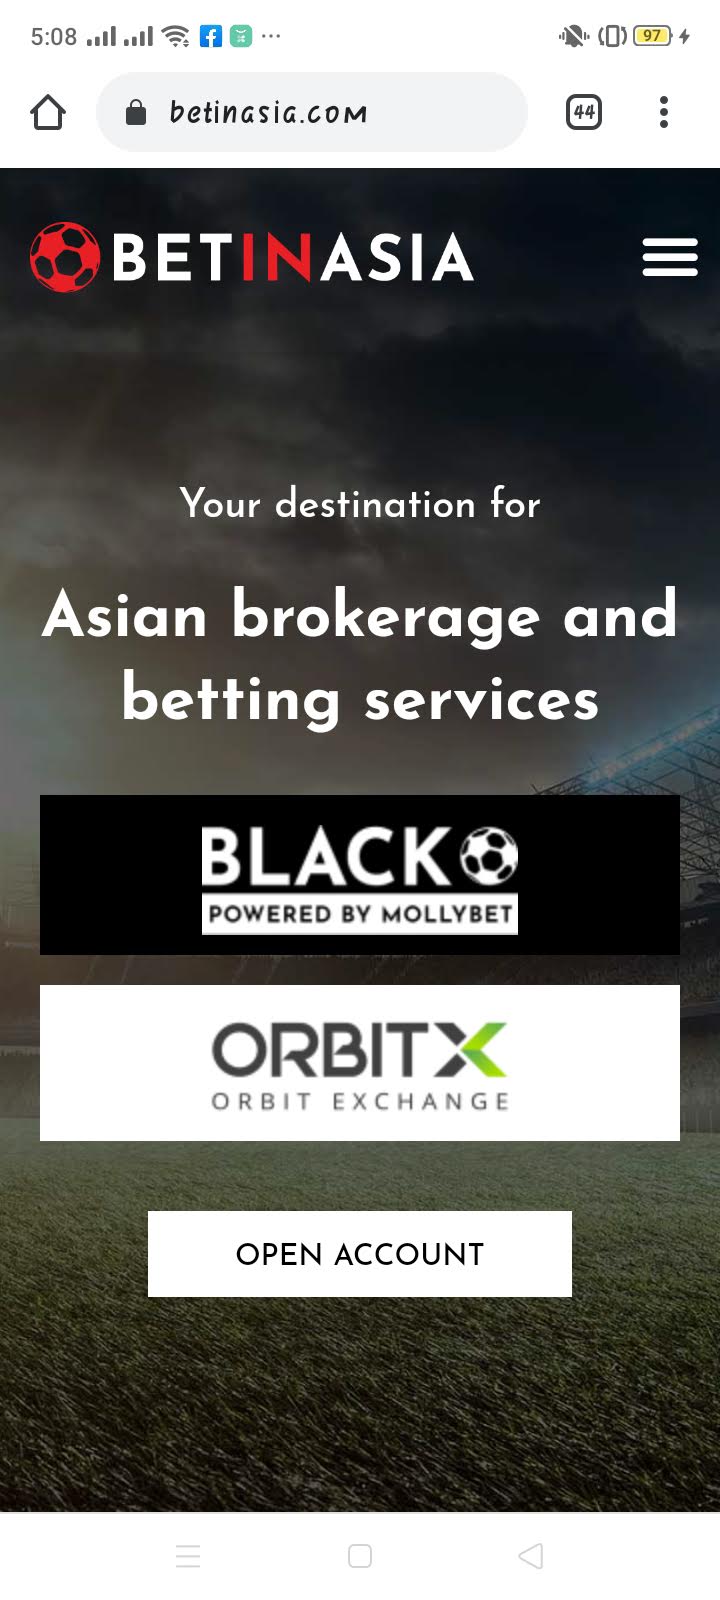 5:08
97
betinasia.com
44
BETINASIA
Your destination for
Asian brokerage and
betting services
BLACK
POWERED BY MOLLYBET
ORBITX
ORBIT EXCHANGE
OPEN ACCOUNT